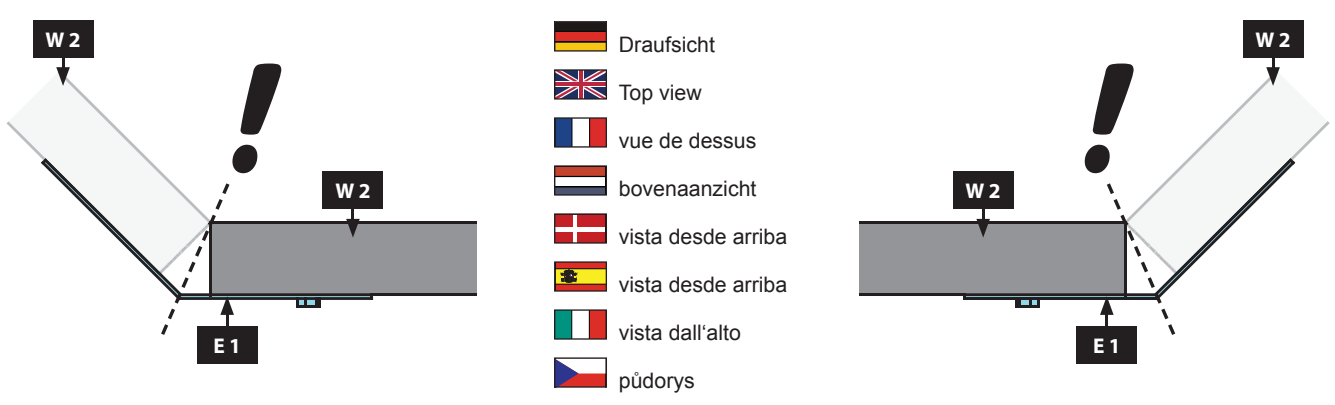 W 2
W 2
E 1
Draufsicht
Top view
vue de dessus
bovenaanzicht
vista desde arriba
vista desde arriba
vista dall‘alto
půdorys
W 2
W 2
E 1